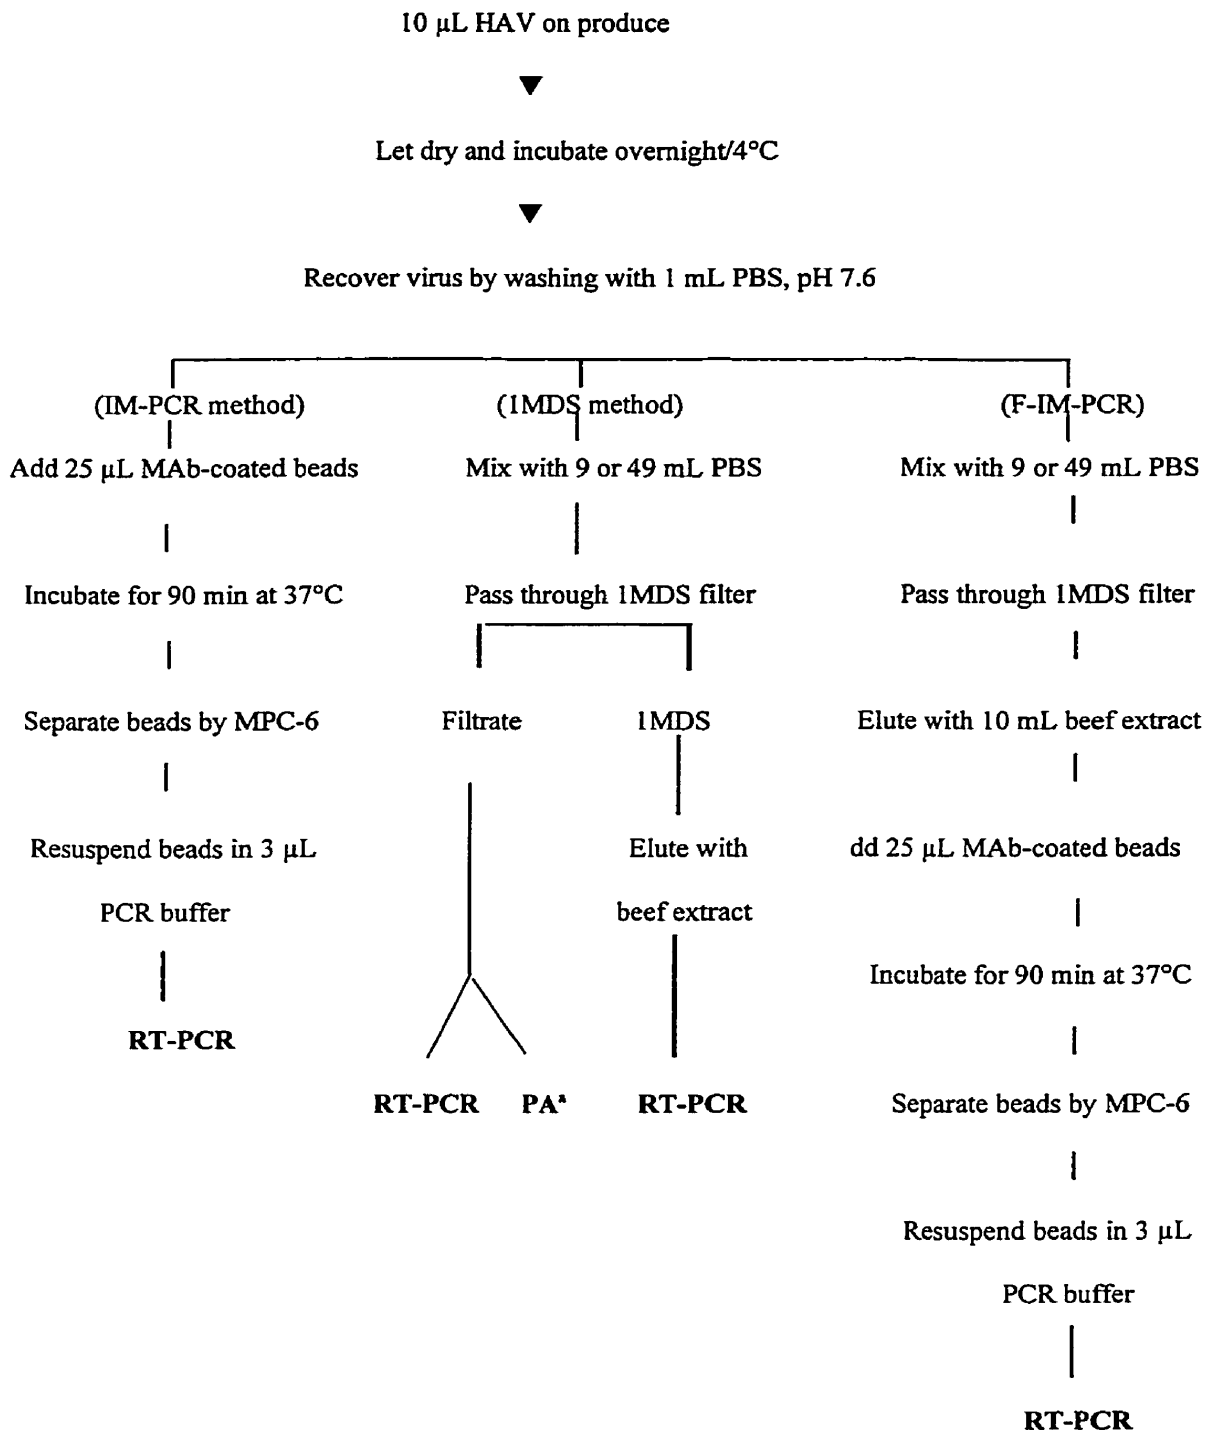 10 µL HAV on produce
Let dry and incubate overnight/4°C
Recover virus by washing with 1 mL PBS, pH 7.6
(IM-PCR method)
Add 25 µL MAb-coated beads
Incubate for 90 min at 37°C
Separate beads by MPC-6
Resuspend beads in 3 µL
PCR buffer
RT-PCR
(1MDS method)
Mix with 9 or 49 mL PBS
Pass through 1MDS filter
Filtrate
RT-PCR PAª
1MDS
Elute with
beef extract
RT-PCR
(F-IM-PCR)
Mix with 9 or 49 mL PBS
Pass through 1MDS filter
Elute with 10 mL beef extract
dd 25 µL MAb-coated beads
Incubate for 90 min at 37°C
Separate beads by MPC-6
Resuspend beads in 3 µL
PCR buffer
RT-PCR